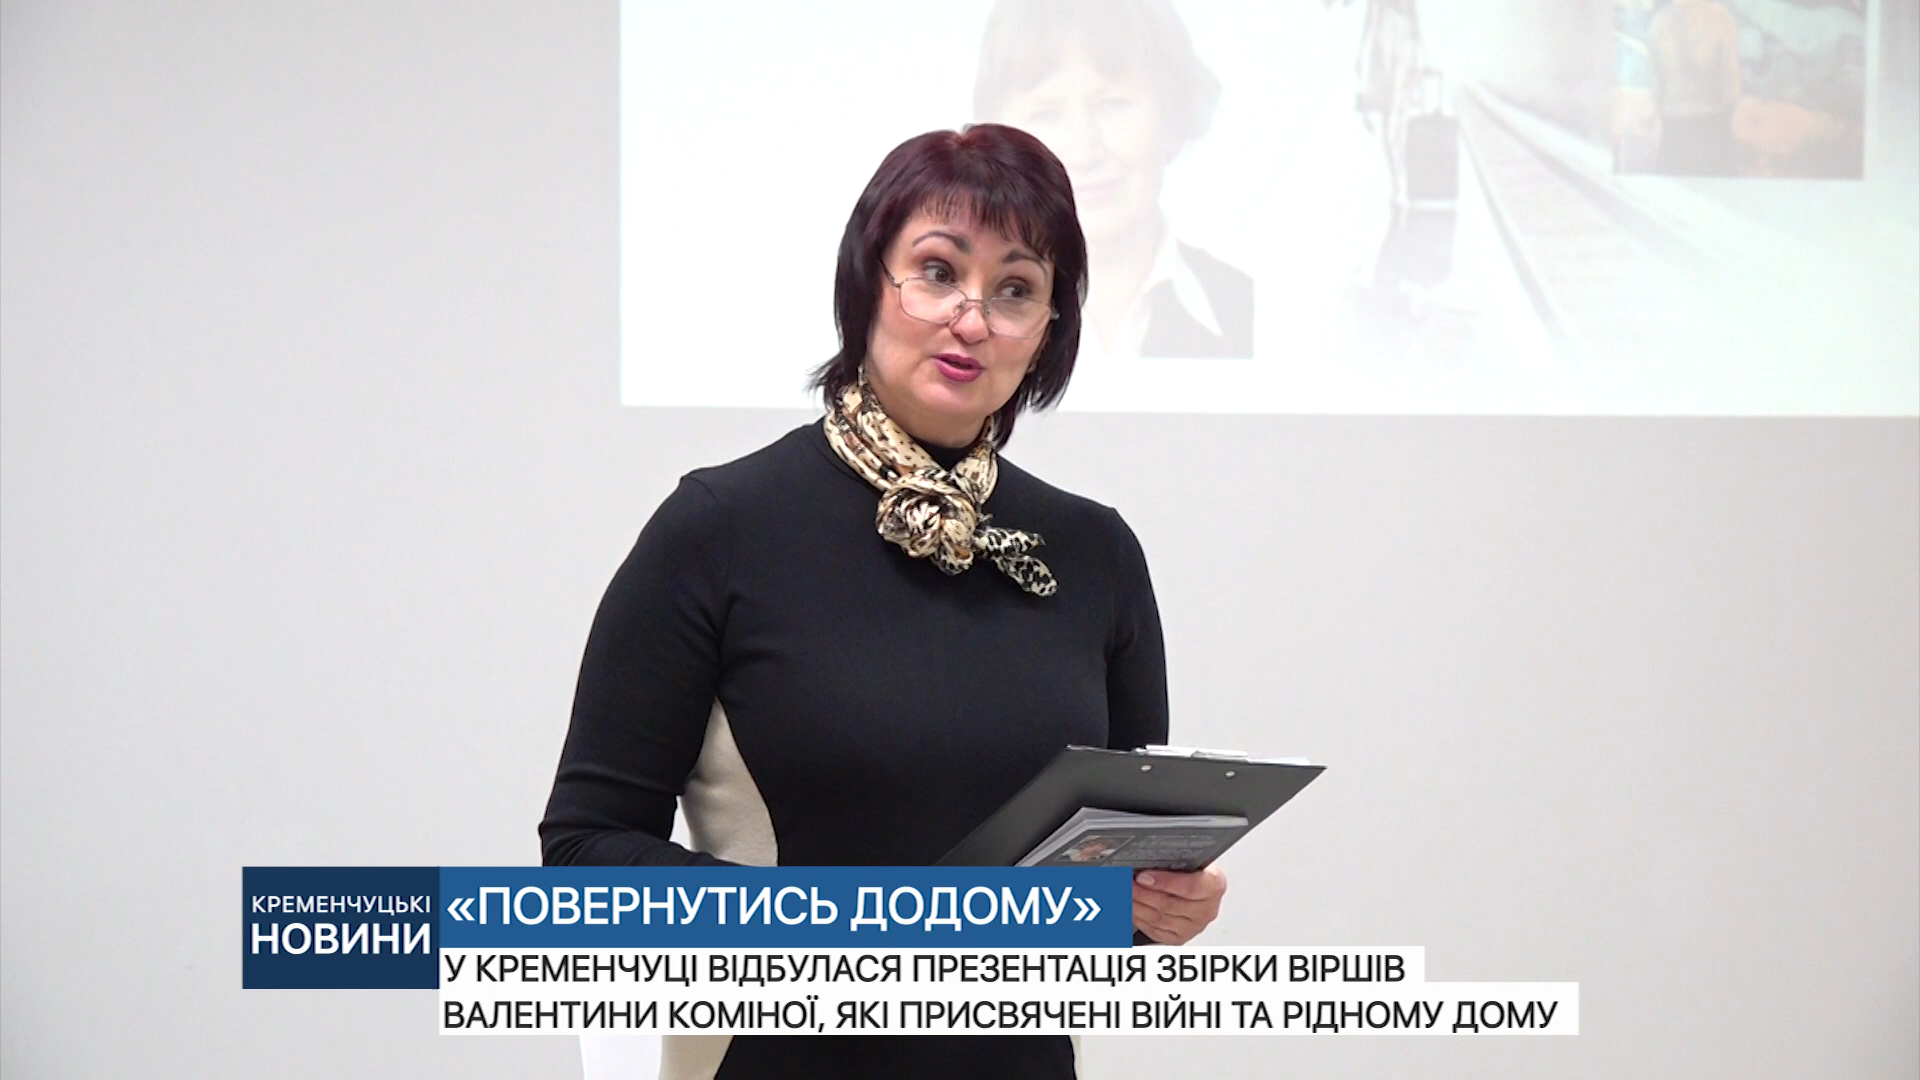 КРЕМЕНЧУЦЬКІ
НОВИНИ
«ПОВЕРНУТИСЬ ДОДОМУ»
У КРЕМЕНЧУЦІ ВІДБУЛАСЯ ПРЕЗЕНТАЦІЯ ЗБІРКИ ВІРШІВ
ВАЛЕНТИНИ КОМІНОЇ, ЯКІ ПРИСВЯЧЕНІ ВІЙНІ ТА РІДНОМУ ДОМУ